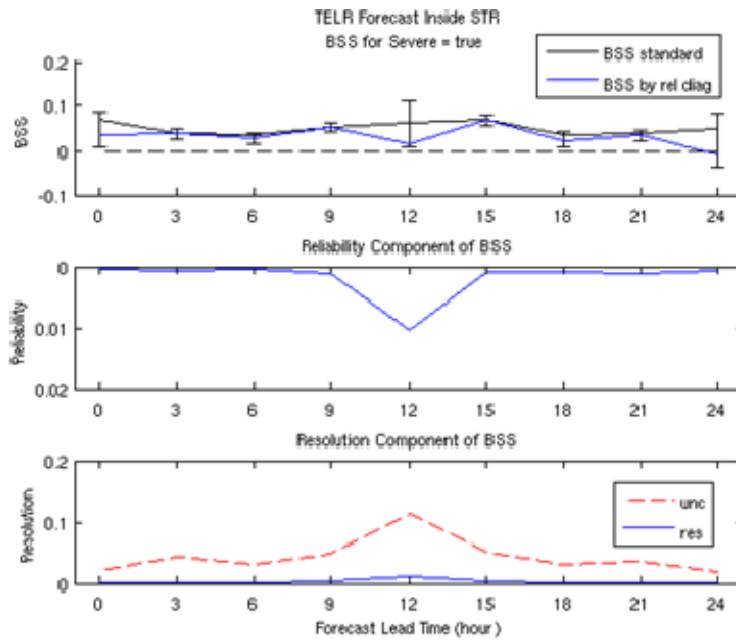 TELR Forecast Inside STR
BSS for Severe = true
BSS standard
BSS by rel diag
BSS
0.2
0.1
0
-0.1
0 3 6 9 12 15 18 21 24
Reliability Component of BSS
Reliability
0
0.01
0.02
0 3 6 9 12 15 18 21 24
Resolution Component of BSS
Resolution
0.2
0.1
0
unc
res
0 3 6 9 12 15 18 21 24
Forecast Lead Time (hour)